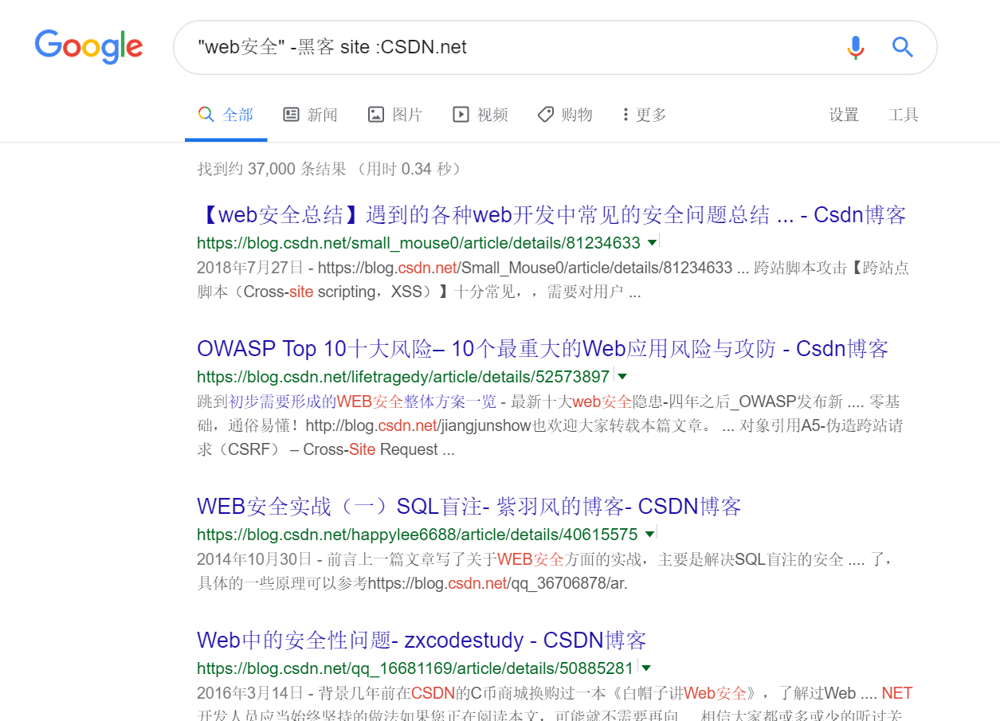 Google
"web安全" -黑客 site :CSDN.net
全部 新闻 图片 视频 购物 更多 设置 工具
找到约 37,000 条结果 （用时 0.34 秒）
【web安全总结】遇到的各种web开发中常见的安全问题总结 ... - Csdn博客
https://blog.csdn.net/small_mouse0/article/details/81234633
2018年7月27日 - https://blog.csdn.net/Small_Mouse0/article/details/81234633 ... 跨站脚本攻击【跨站点
脚本（Cross-site scripting，XSS）】十分常见，，需要对用户 ...
OWASP Top 10十大风险– 10个最重大的Web应用风险与攻防 - Csdn博客
https://blog.csdn.net/lifetragedy/article/details/52573897
跳到初步需要形成的WEB安全整体方案一览 - 最新十大web安全隐患-四年之后_OWASP发布新 .... 零基
础，通俗易懂！http://blog.csdn.net/jiangjunshow也欢迎大家转载本篇文章。 ... 对象引用A5-伪造跨站请
求（CSRF） – Cross-Site Request ...
WEB安全实战（一）SQL盲注- 紫羽风的博客- CSDN博客
https://blog.csdn.net/happylee6688/article/details/40615575
2014年10月30日 - 前言上一篇文章写了关于WEB安全方面的实战，主要是解决SQL盲注的安全 .... 了，
具体的一些原理可以参考https://blog.csdn.net/qq_36706878/ar.
Web中的安全性问题- zxcodestudy - CSDN博客
https://blog.csdn.net/qq_16681169/article/details/50885281
2016年3月14日 - 背景几年前在CSDN的C币商城换购过一本《白帽子讲Web安全》，了解过Web .... NET
开发人员应当始终坚持的做法如果您正在阅读本文，可能就不需要再向 相信大家都或多或少的听过关